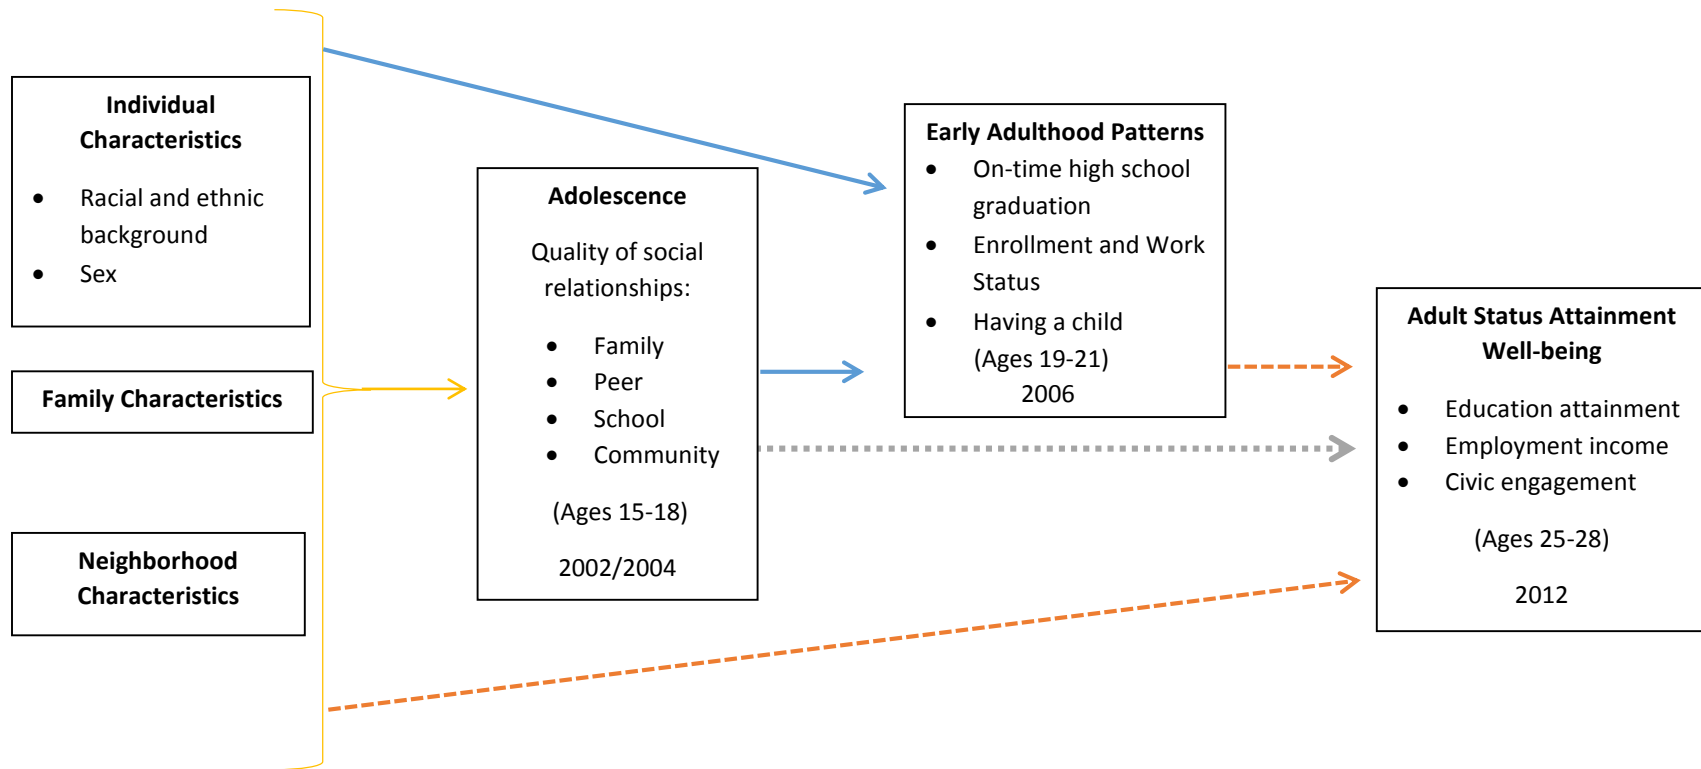 Individual
Characteristics
• Racial and ethnic
background
• Sex
Family Characteristics
Neighborhood
Characteristics
Adolescence
Quality of social
relationships:
• Family
• Peer
• School
• Community
(Ages 15-18)
2002/2004
Early Adulthood Patterns
• On-time high school
graduation
• Enrollment and Work
Status
• Having a child
(Ages 19-21)
2006
Adult Status Attainment
Well-being
• Education attainment
• Employment income
• Civic engagement
(Ages 25-28)
2012